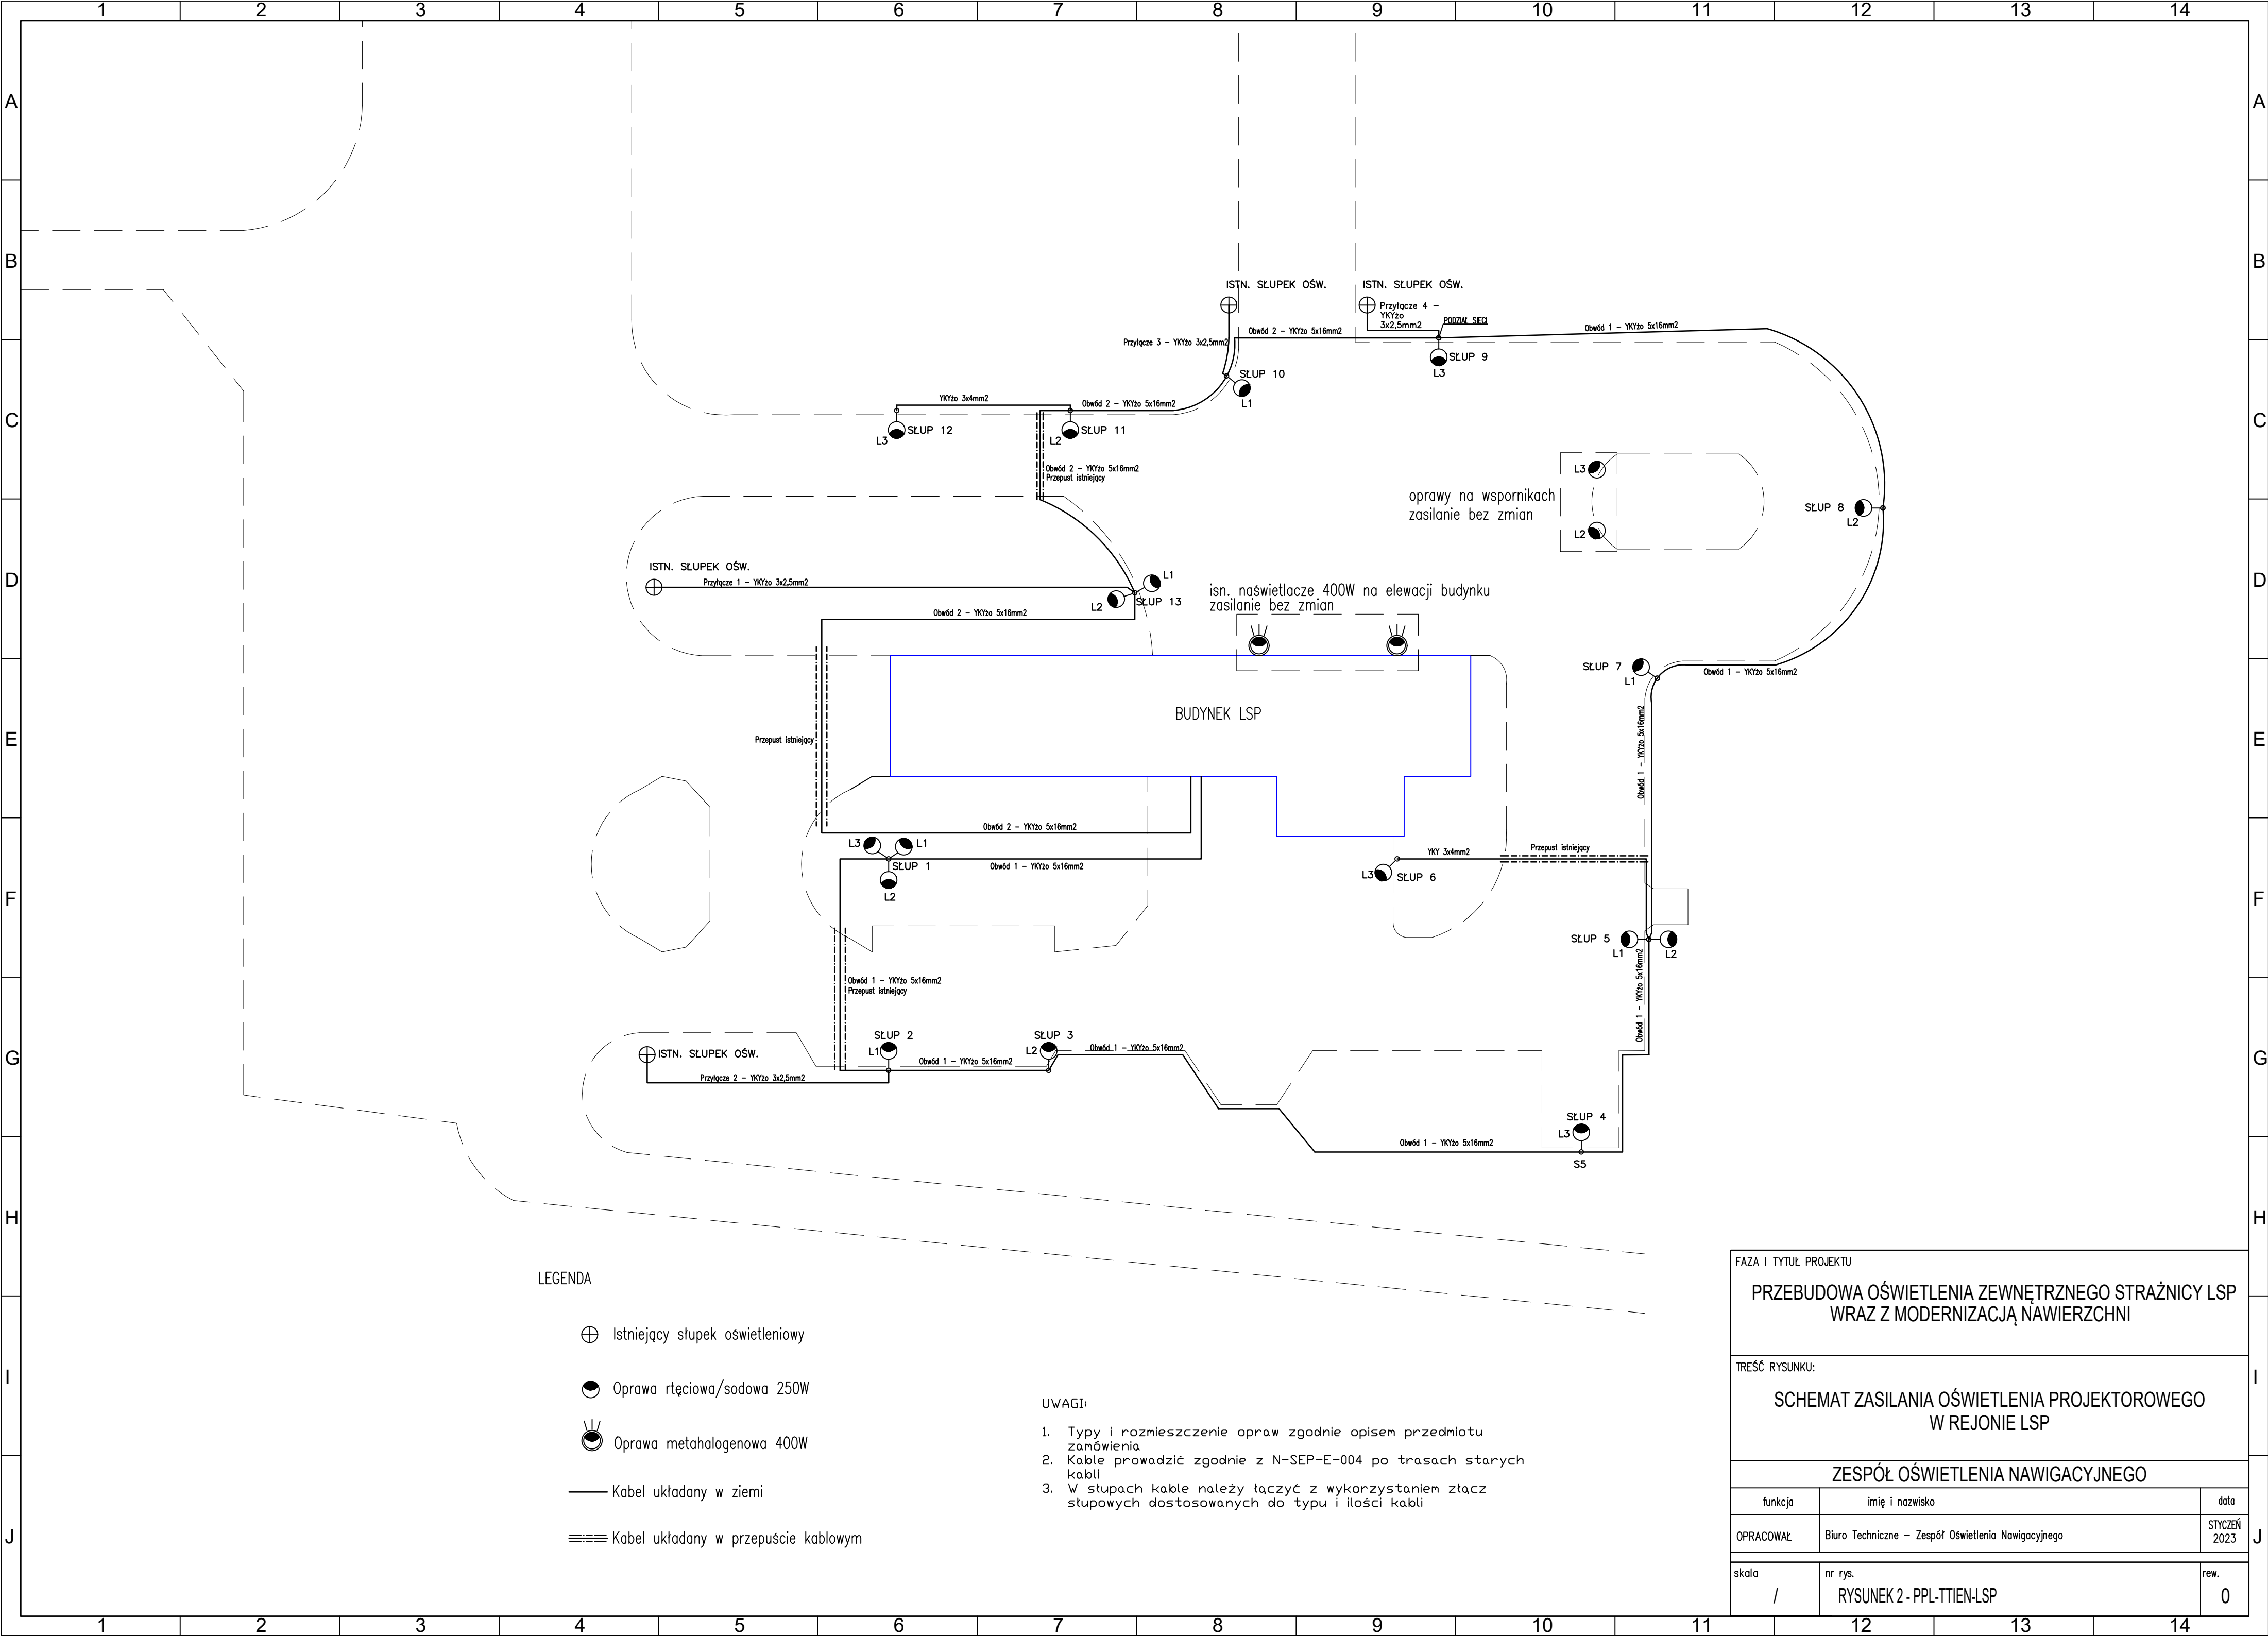 1 2 3 4 5 6 7 8 9 10 11 12 13 14
A A
B B
ISTN. SŁUPEK OŚW. ISTN. SŁUPEK OŚW.
Przyłącze 4 –
YKYżo
3x2,5mm2
PODZIAŁ SIECI
Obwód 1 – YKYżo 5x16mm2
Obwód 2 – YKYżo 5x16mm2
Przyłącze 3 – YKYżo 3x2,5mm2
SŁUP 9
L3
SŁUP 10
L1
YKYżo 3x4mm2
Obwód 2 – YKYżo 5x16mm2
C C
L3 SŁUP 12
L2 SŁUP 11
Obwód 2 – YKYżo 5x16mm2
Przepust istniejący
L3
oprawy na wspornikach
zasilanie bez zmian
L2
SŁUP 8
L2
ISTN. SŁUPEK OŚW.
D D
Przyłącze 1 – YKYżo 3x2,5mm2
L1
L2 SŁUP 13
isn. naświetlacze 400W na elewacji budynku
zasilanie bez zmian
Obwód 2 – YKYżo 5x16mm2
SŁUP 7
L1
Obwód 1 – YKYżo 5x16mm2
BUDYNEK LSP
E E
Przepust istniejący
Obwód 1 – YKYżo 5x16mm2
Obwód 2 – YKYżo 5x16mm2
L3 L1
SŁUP 1
L2
Obwód 1 – YKYżo 5x16mm2
YKY 3x4mm2
Przepust istniejący
L3 SŁUP 6
F F
SŁUP 5
L1 L2
Obwód 1 – YKYżo 5x16mm2
Obwód 1 – YKYżo 5x16mm2
Przepust istniejący
SŁUP 2
L1
SŁUP 3
L2
Obwód 1 – YKYżo 5x16mm2
G G
ISTN. SŁUPEK OŚW.
Obwód 1 – YKYżo 5x16mm2
Przyłącze 2 – YKYżo 3x2,5mm2
SŁUP 4
L3
Obwód 1 – YKYżo 5x16mm2
S5
H H
LEGENDA
Istniejący słupek oświetleniowy
Oprawa rtęciowa/sodowa 250W
Oprawa metahalogenowa 400W
Kabel układany w ziemi
Kabel układany w przepuście kablowym
I I
UWAGI:
1. Typy i rozmieszczenie opraw zgodnie opisem przedmiotu
zamówienia
2. Kable prowadzić zgodnie z N-SEP-E-004 po trasach starych
kabli
3. W słupach kable należy łączyć z wykorzystaniem złącz
słupowych dostosowanych do typu i ilości kabli
FAZA I TYTUŁ PROJEKTU
PRZEBUDOWA OŚWIETLENIA ZEWNĘTRZNEGO STRAŻNICY LSP
WRAZ Z MODERNIZACJĄ NAWIERZCHNI
TREŚĆ RYSUNKU:
SCHEMAT ZASILANIA OŚWIETLENIA PROJEKTOROWEGO
W REJONIE LSP
ZESPÓŁ OŚWIETLENIA NAWIGACYJNEGO
funkcja imię i nazwisko data
OPRACOWAŁ Biuro Techniczne – Zespół Oświetlenia Nawigacyjnego STYCZEŃ
2023
J J
skala nr rys. rew.
/ RYSUNEK 2 - PPL-TTIEN-LSP 0
1 2 3 4 5 6 7 8 9 10 11 12 13 14